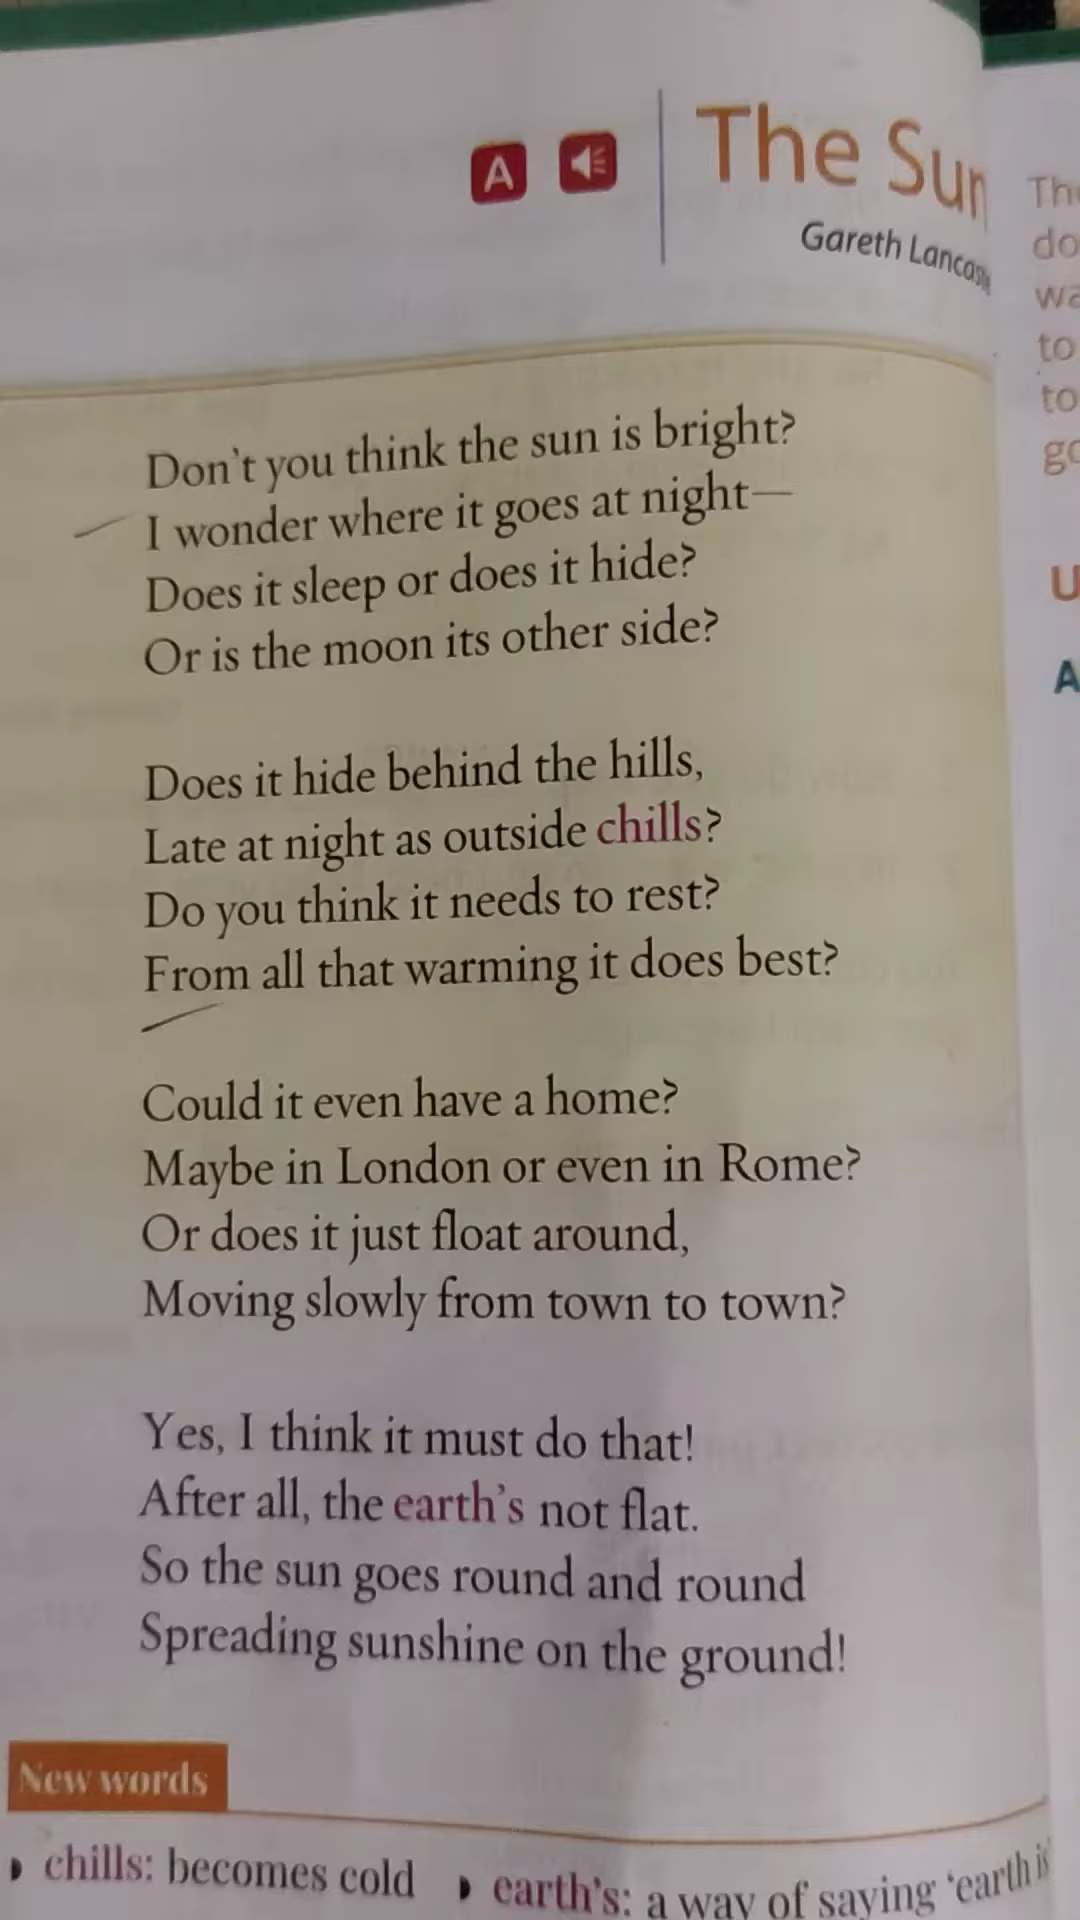 A
The Sun
Gareth
Don't you think the sun is bright?
I wonder where it goes at night—
Does it sleep or does it hide?
Or is the moon its other side?
Does it hide behind the hills,
Late at night as outside chills?
Do you think it needs to rest?
From all that warming it does best?
Could it even have a home?
Maybe in London or even in Rome?
Or does it just float around,
Moving slowly from town to town?
Yes, I think it must do that!
After all, the earth's not flat.
So the sun goes round and round
Spreading sunshine on the ground!
New words
chills: becomes cold
earth's: a way of saying 'earth is'
do
to
to
U
A